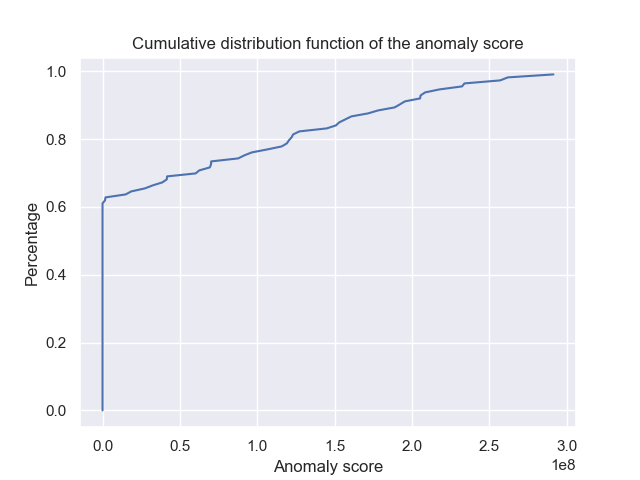 Cumulative distribution function of the anomaly score
1.0
0.8
0.6
0.4
0.2
0.0
Percentage
0.0 0.5 1.0 1.5 2.0 2.5 3.0
1e8
Anomaly score